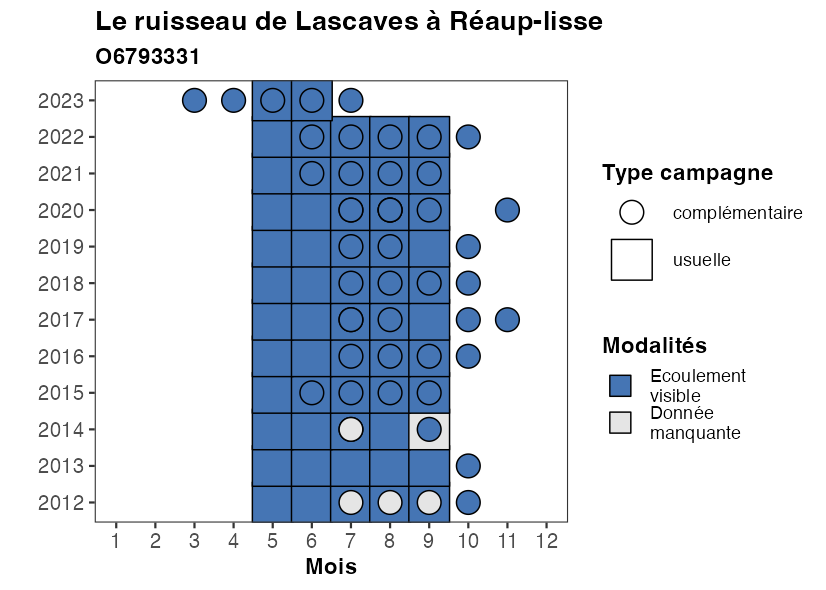 Le ruisseau de Lascaves à Réaup-lisse
O6793331
2023
2022
2021
2020
2019
2018
2017
2016
2015
2014
2013
2012
1 2 3 4 5 6 7 8 9 10 11 12
Mois
Type campagne
complémentaire
usuelle
Modalités
Ecoulement
visible
Donnée
manquante